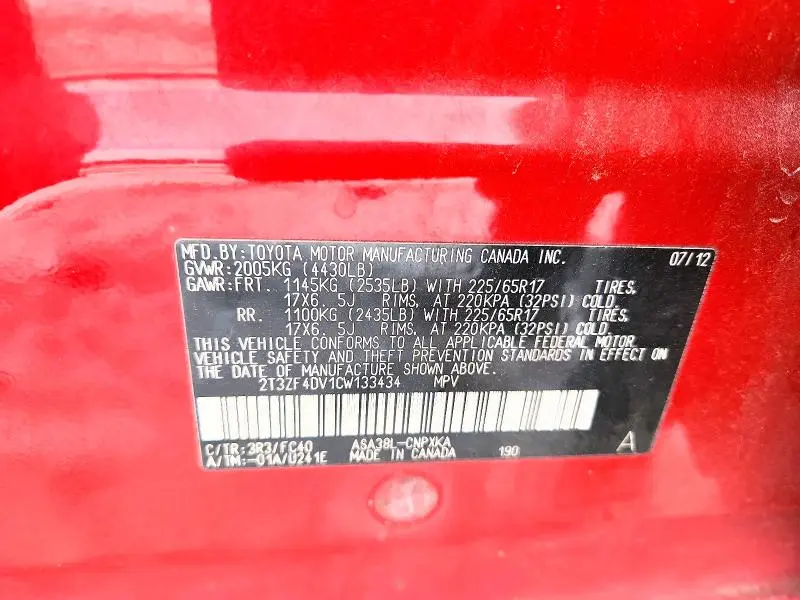 MFD. BY: TOYOTA MOTOR MANUFACTURING CANADA INC. 07/12
GVWR: 2005KG (4430LB)
GAWR: FRT. 1145KG (2535LB) WITH 225/65R17 TIRES,
17X6. 5J RIMS, AT 220KPA (32PSI) COLD.
RR. 1100KG (2435LB) WITH 225/65R17 TIRES,
17X6. 5J RIMS, AT 220KPA (32PSI) COLD.
THIS VEHICLE CONFORMS TO ALL APPLICABLE FEDERAL MOTOR
VEHICLE SAFETY AND THEFT PREVENTION STANDARDS IN EFFECT ON
THE DATE OF MANUFACTURE SHOWN ABOVE.
2T3ZF4DV1CW133434 MPV
C/TR: 3R3/FC40 ASA38L-CNPXKA
A/TM: -01A/U241E MADE IN CANADA 190 A